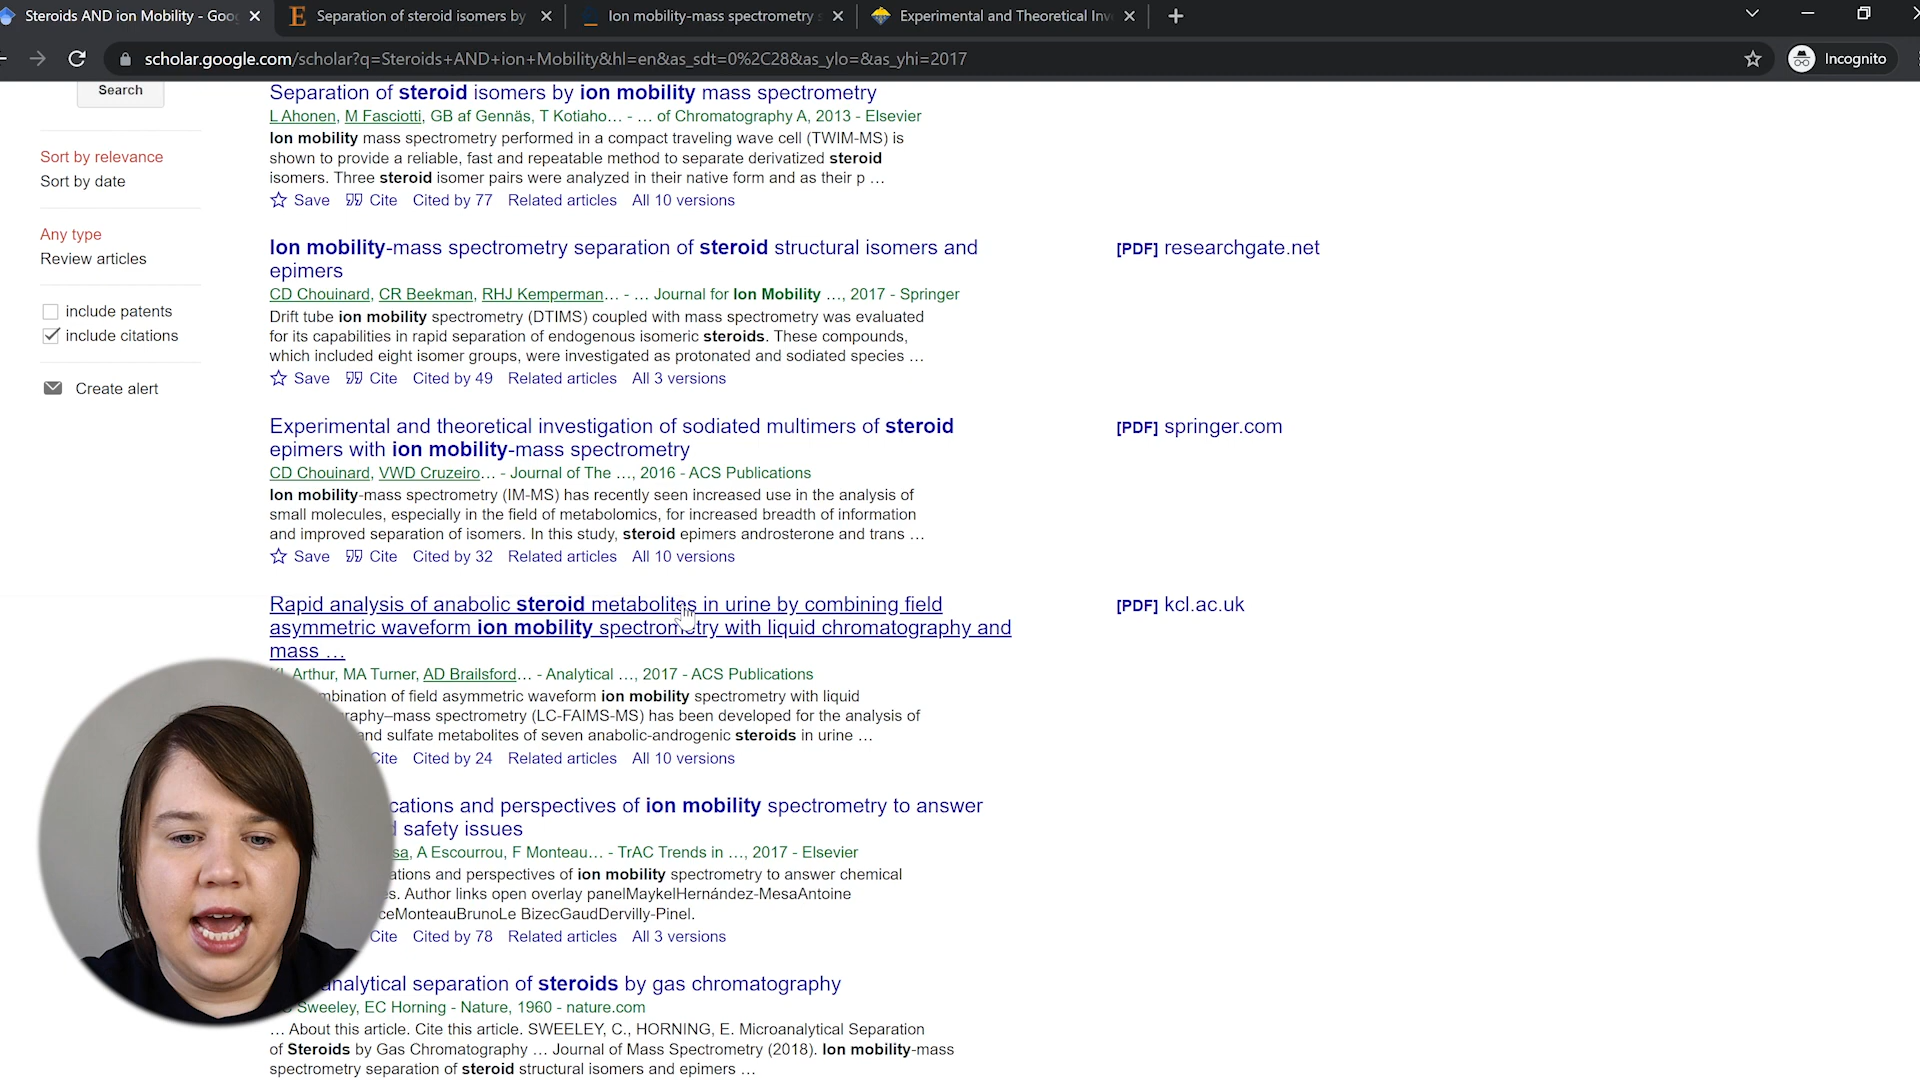 Steroids AND ion Mobility - Goo
Separation of steroid isomers by
Ion mobility-mass spectrometry s
Experimental and Theoretical Inv
scholar.google.com/scholar?q=Steroids+AND+ion+Mobility&hl=en&as_sdt=0%2C28&as_ylo=&as_yhi=2017
Incognito
Search
Sort by relevance
Sort by date
Any type
Review articles
include patents
include citations
Create alert
Separation of steroid isomers by ion mobility mass spectrometry
L Ahonen, M Fasciotti, GB af Gennäs, T Kotiaho… - … of Chromatography A, 2013 - Elsevier
Ion mobility mass spectrometry performed in a compact traveling wave cell (TWIM-MS) is
shown to provide a reliable, fast and repeatable method to separate derivatized steroid
isomers. Three steroid isomer pairs were analyzed in their native form and as their p …
Save Cite Cited by 77 Related articles All 10 versions
Ion mobility-mass spectrometry separation of steroid structural isomers and
epimers
[PDF] researchgate.net
CD Chouinard, CR Beekman, RHJ Kemperman… - … Journal for Ion Mobility …, 2017 - Springer
Drift tube ion mobility spectrometry (DTIMS) coupled with mass spectrometry was evaluated
for its capabilities in rapid separation of endogenous isomeric steroids. These compounds,
which included eight isomer groups, were investigated as protonated and sodiated species …
Save Cite Cited by 49 Related articles All 3 versions
Experimental and theoretical investigation of sodiated multimers of steroid
epimers with ion mobility-mass spectrometry
[PDF] springer.com
CD Chouinard, VWD Cruzeiro… - Journal of The …, 2016 - ACS Publications
Ion mobility-mass spectrometry (IM-MS) has recently seen increased use in the analysis of
small molecules, especially in the field of metabolomics, for increased breadth of information
and improved separation of isomers. In this study, steroid epimers androsterone and trans …
Save Cite Cited by 32 Related articles All 10 versions
Rapid analysis of anabolic steroid metabolites in urine by combining field
asymmetric waveform ion mobility spectrometry with liquid chromatography and
mass …
[PDF] kcl.ac.uk
Arthur, MA Turner, AD Brailsford… - Analytical …, 2017 - ACS Publications
mbination of field asymmetric waveform ion mobility spectrometry with liquid
raphy–mass spectrometry (LC-FAIMS-MS) has been developed for the analysis of
nd sulfate metabolites of seven anabolic-androgenic steroids in urine …
Cite Cited by 24 Related articles All 10 versions
cations and perspectives of ion mobility spectrometry to answer
safety issues
sa, A Escourrou, F Monteau… - TrAC Trends in …, 2017 - Elsevier
ations and perspectives of ion mobility spectrometry to answer chemical
s. Author links open overlay panelMaykelHernández-MesaAntoine
ceMonteauBrunoLe BizecGaudDervilly-Pinel.
Cite Cited by 78 Related articles All 3 versions
nalytical separation of steroids by gas chromatography
Sweeley, EC Horning - Nature, 1960 - nature.com
… About this article. Cite this article. SWEELEY, C., HORNING, E. Microanalytical Separation
of Steroids by Gas Chromatography … Journal of Mass Spectrometry (2018). Ion mobility-mass
spectrometry separation of steroid structural isomers and epimers …